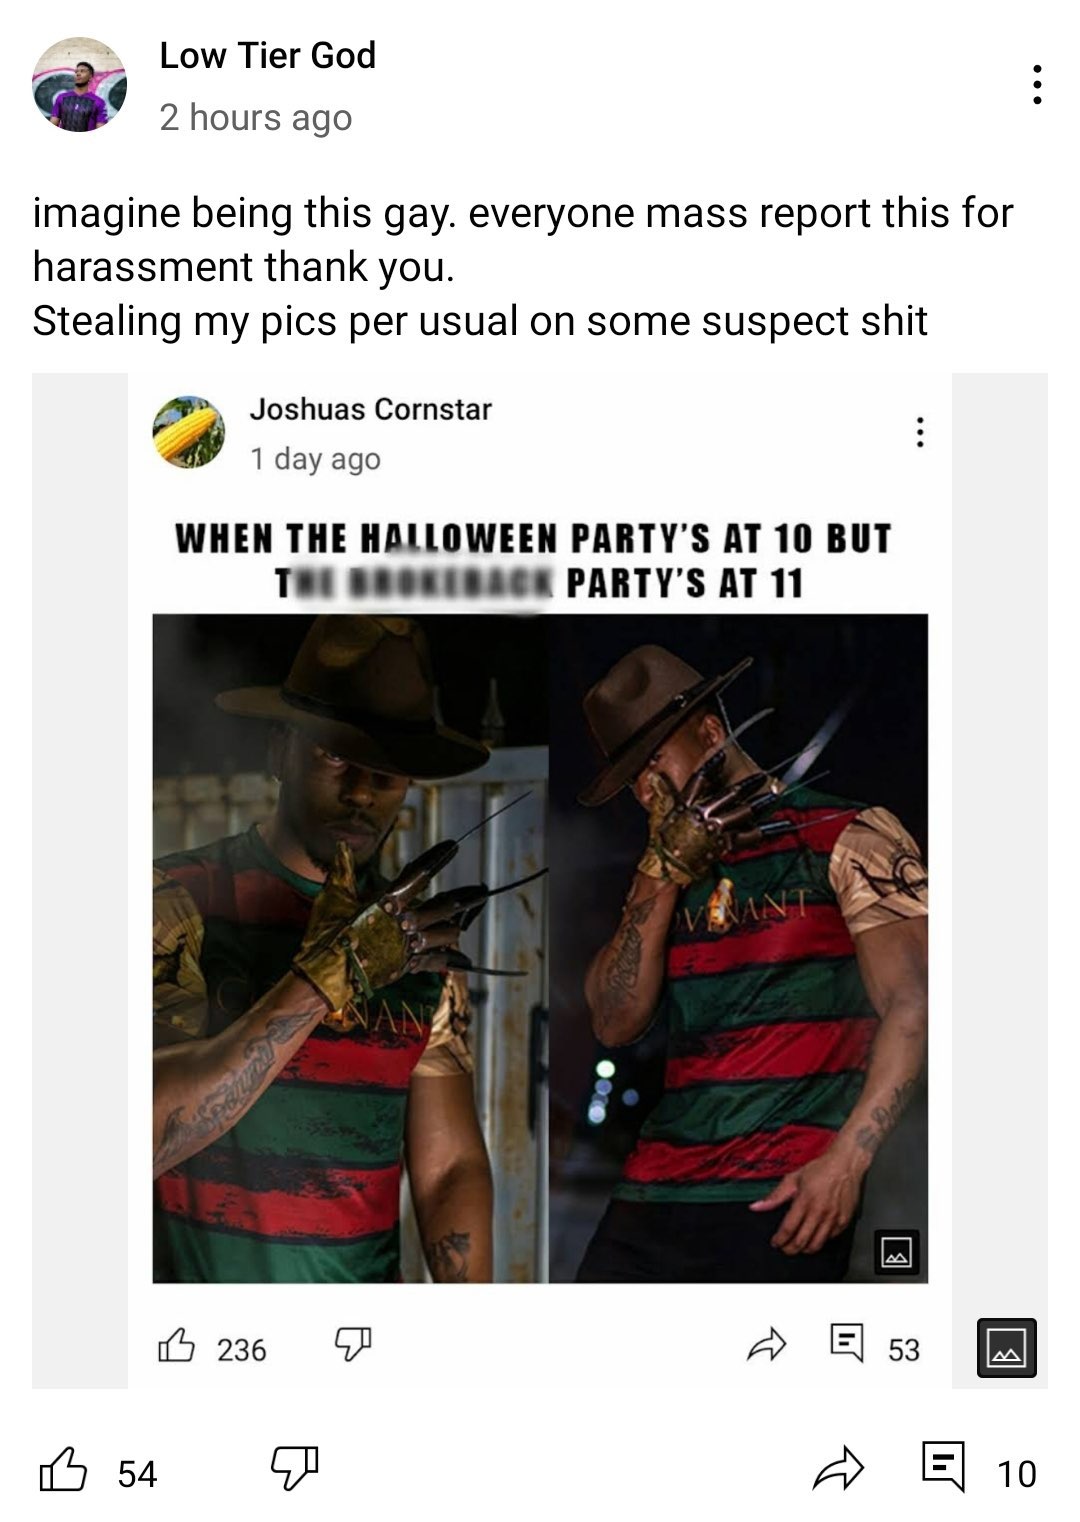 Low Tier God
2 hours ago
imagine being this gay. everyone mass report this for
harassment thank you.
Stealing my pics per usual on some suspect shit
Joshuas Cornstar
1 day ago
WHEN THE HALLOWEEN PARTY'S AT 10 BUT
THE BROKEBACK PARTY'S AT 11
VENANT
NAN
236
53
54
10